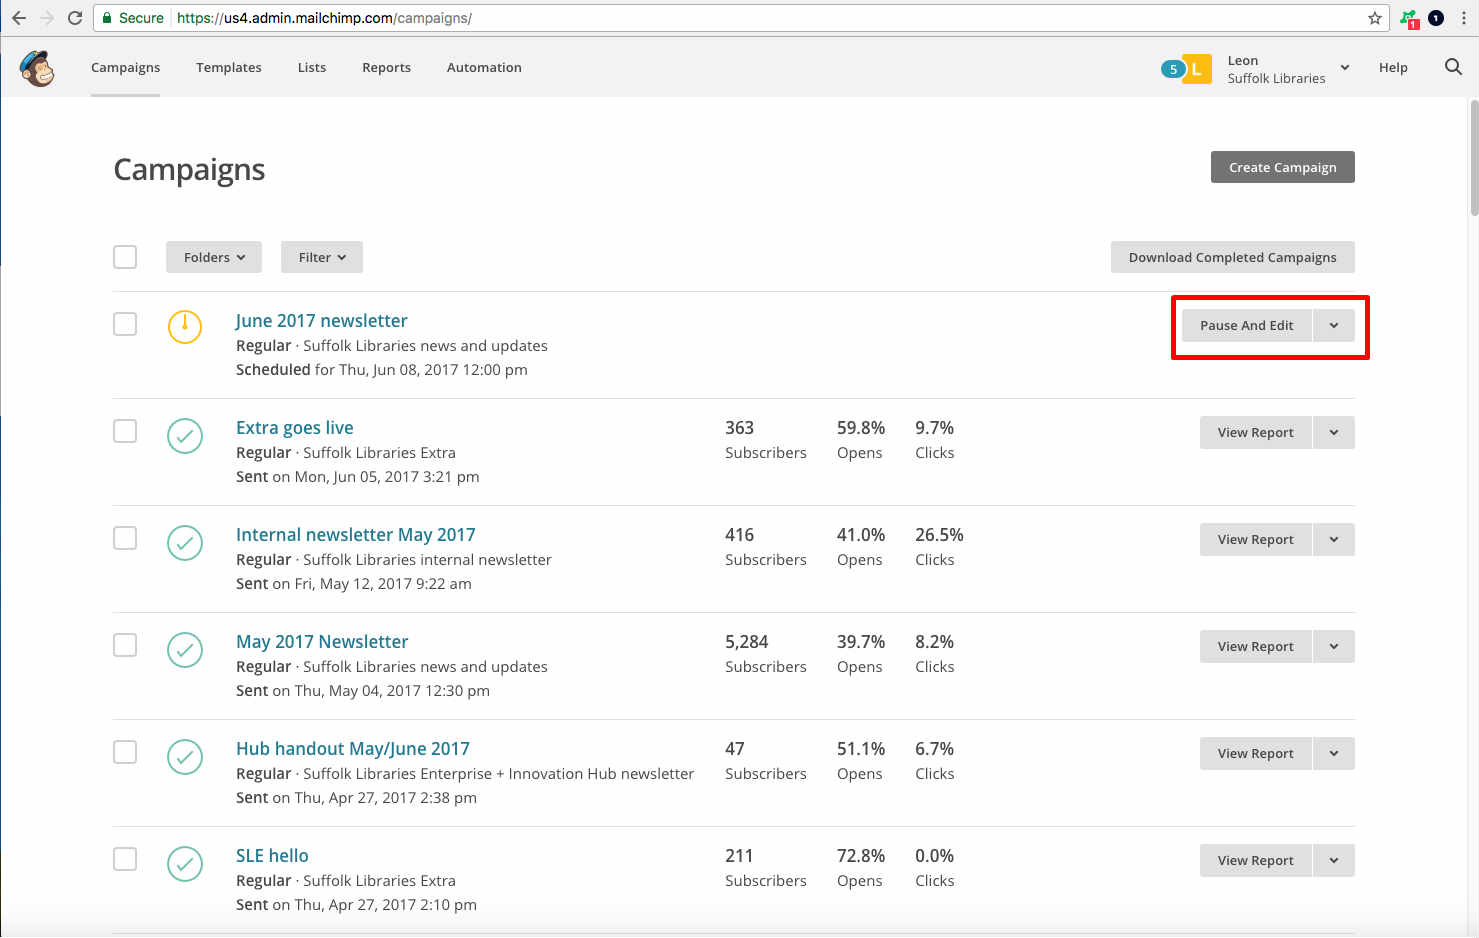 Secure https://us4.admin.mailchimp.com/campaigns/
1
1
Campaigns Templates Lists Reports Automation
5 L Leon
Suffolk Libraries
Help
Campaigns
Create Campaign
Folders Filter Download Completed Campaigns
June 2017 newsletter
Regular · Suffolk Libraries news and updates
Scheduled for Thu, Jun 08, 2017 12:00 pm
Pause And Edit
Extra goes live
Regular · Suffolk Libraries Extra
Sent on Mon, Jun 05, 2017 3:21 pm
363 59.8% 9.7%
Subscribers Opens Clicks
View Report
Internal newsletter May 2017
Regular · Suffolk Libraries internal newsletter
Sent on Fri, May 12, 2017 9:22 am
416 41.0% 26.5%
Subscribers Opens Clicks
View Report
May 2017 Newsletter
Regular · Suffolk Libraries news and updates
Sent on Thu, May 04, 2017 12:30 pm
5,284 39.7% 8.2%
Subscribers Opens Clicks
View Report
Hub handout May/June 2017
Regular · Suffolk Libraries Enterprise + Innovation Hub newsletter
Sent on Thu, Apr 27, 2017 2:38 pm
47 51.1% 6.7%
Subscribers Opens Clicks
View Report
SLE hello
Regular · Suffolk Libraries Extra
Sent on Thu, Apr 27, 2017 2:10 pm
211 72.8% 0.0%
Subscribers Opens Clicks
View Report